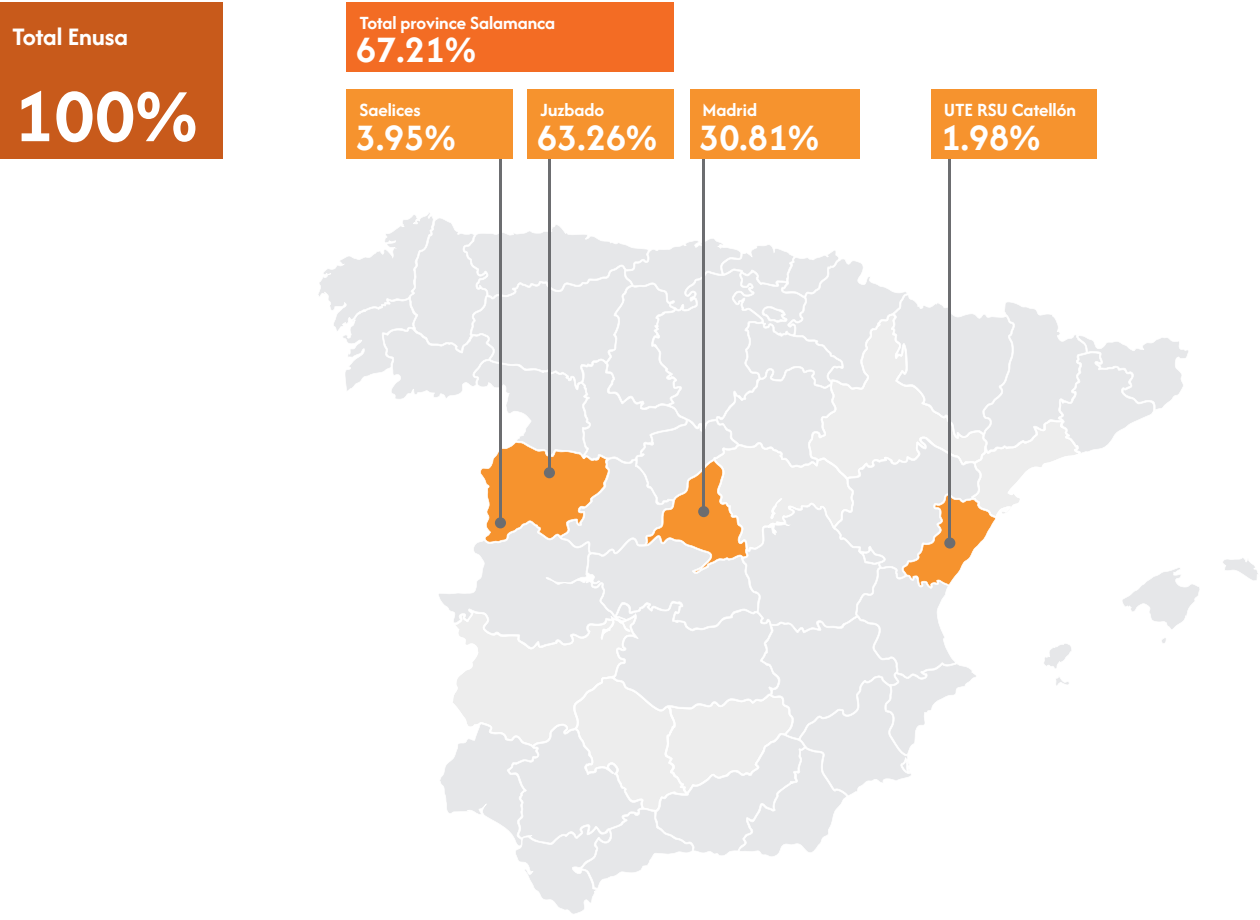 Total Enusa
100%
Total province Salamanca
67.21%
Saelices
3.95%
Juzbado
63.26%
Madrid
30.81%
UTE RSU Catellón
1.98%